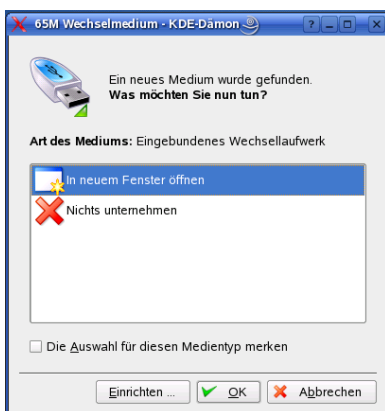 65M Wechselmedium - KDE-Dämon
Ein neues Medium wurde gefunden.
Was möchten Sie nun tun?
Art des Mediums: Eingebundenes Wechsellaufwerk
In neuem Fenster öffnen
Nichts unternehmen
Die Auswahl für diesen Medientyp merken
Einrichten ... OK Abbrechen